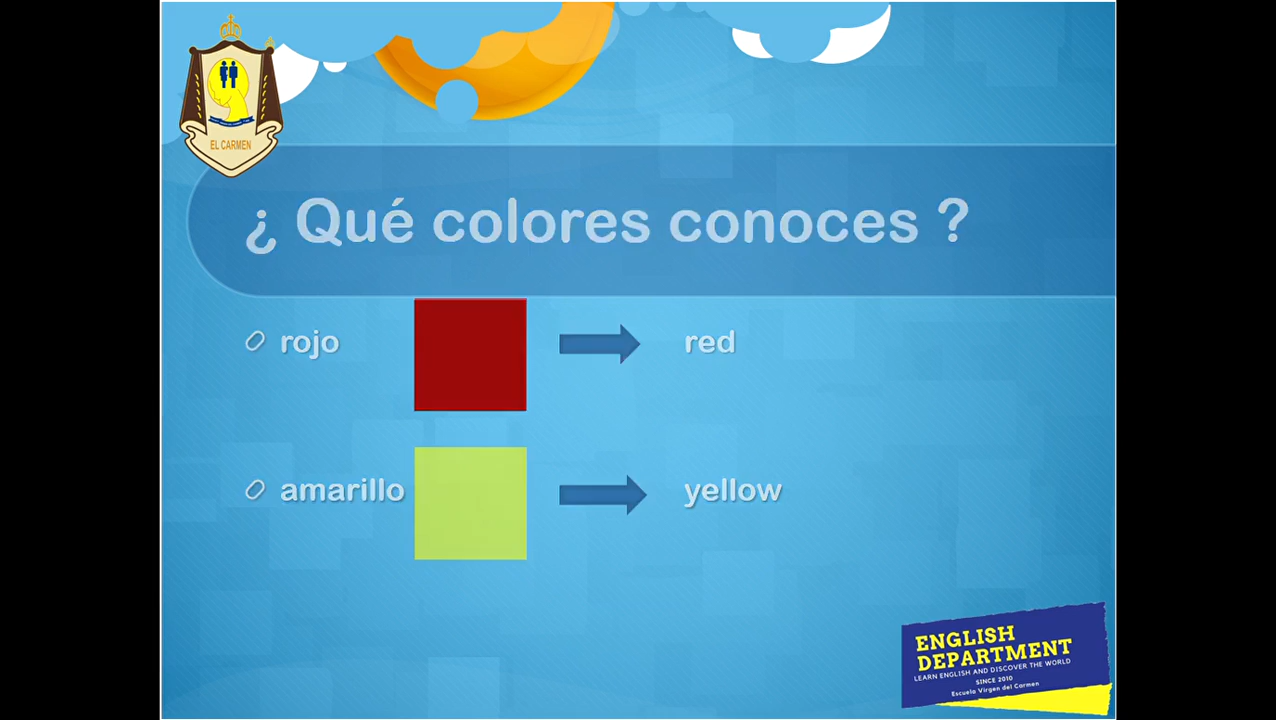 EL CARMEN
¿ Qué colores conoces ?
rojo
red
amarillo
yellow
ENGLISH
DEPARTMENT
LEARN ENGLISH AND DISCOVER THE WORLD
SINCE 2010
Escuela Virgen del Carmen